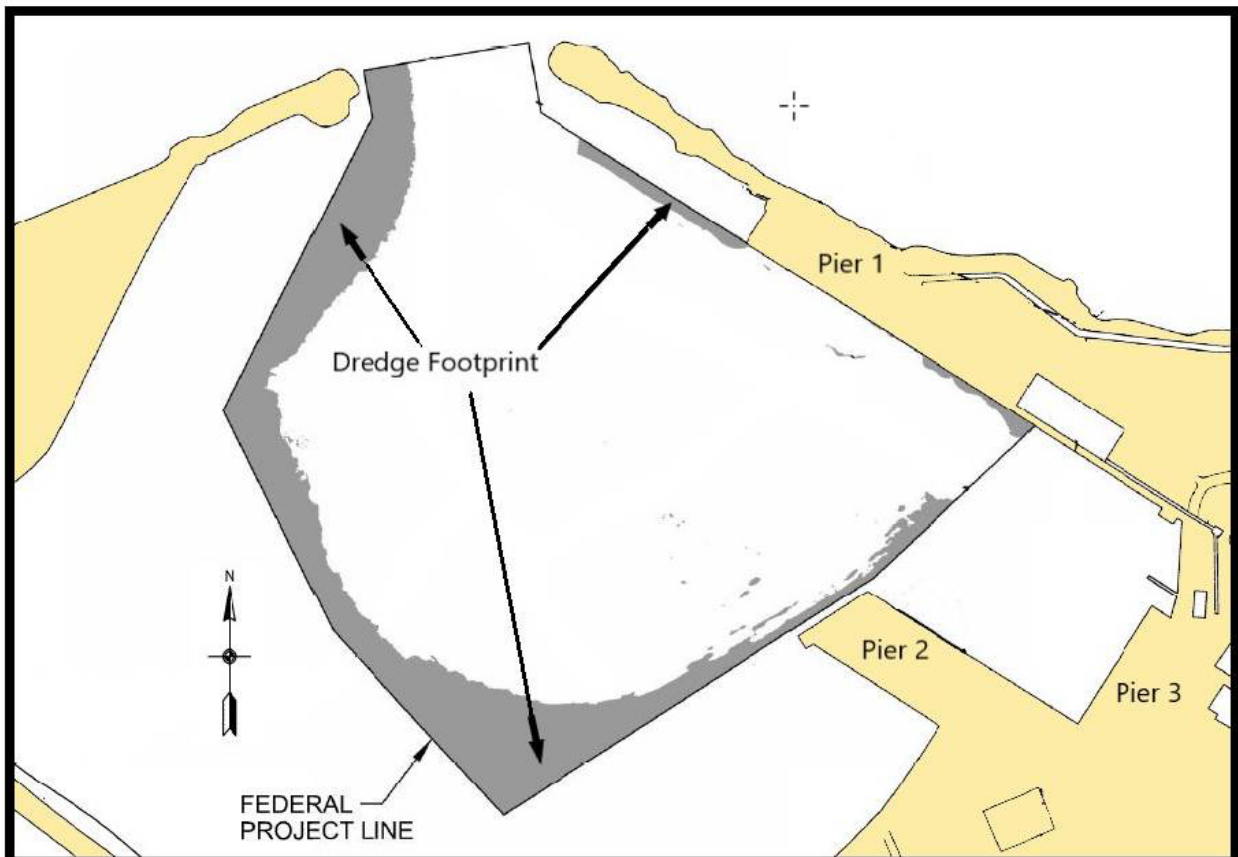 Pier 1
Dredge Footprint
N
Pier 2
Pier 3
FEDERAL
PROJECT LINE